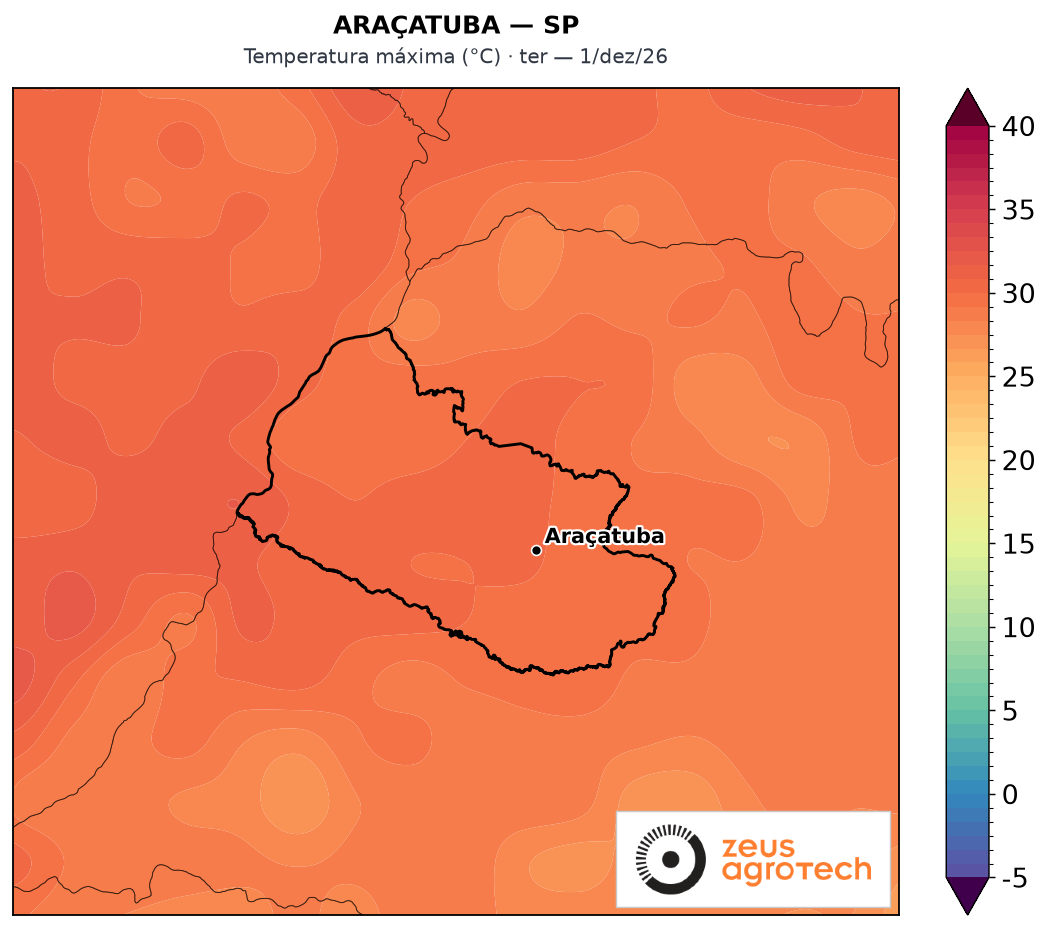 ARAÇATUBA — SP
Temperatura máxima (°C) · ter — 1/dez/26
40
35
30
25
20
15
10
5
0
-5
Araçatuba
zeus
agrotech